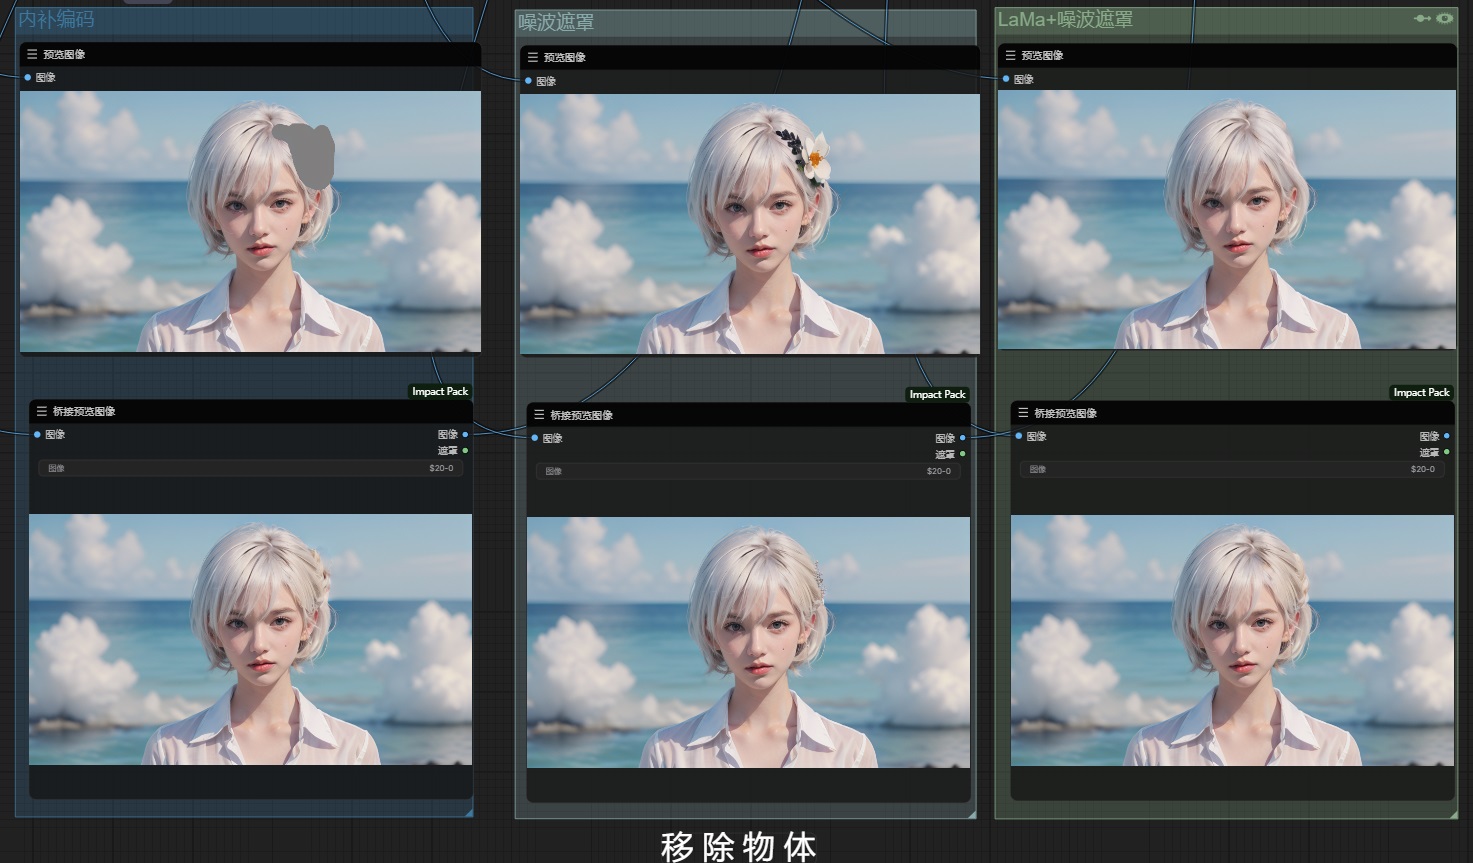 内补编码
预览图像
图像
Impact Pack
桥接预览图像
图像
图像
遮罩
图像
$20-0
噪波遮罩
预览图像
图像
Impact Pack
桥接预览图像
图像
图像
遮罩
图像
$20-0
LaMa+噪波遮罩
预览图像
图像
Impact Pack
桥接预览图像
图像
图像
遮罩
图像
$20-0
移除物体